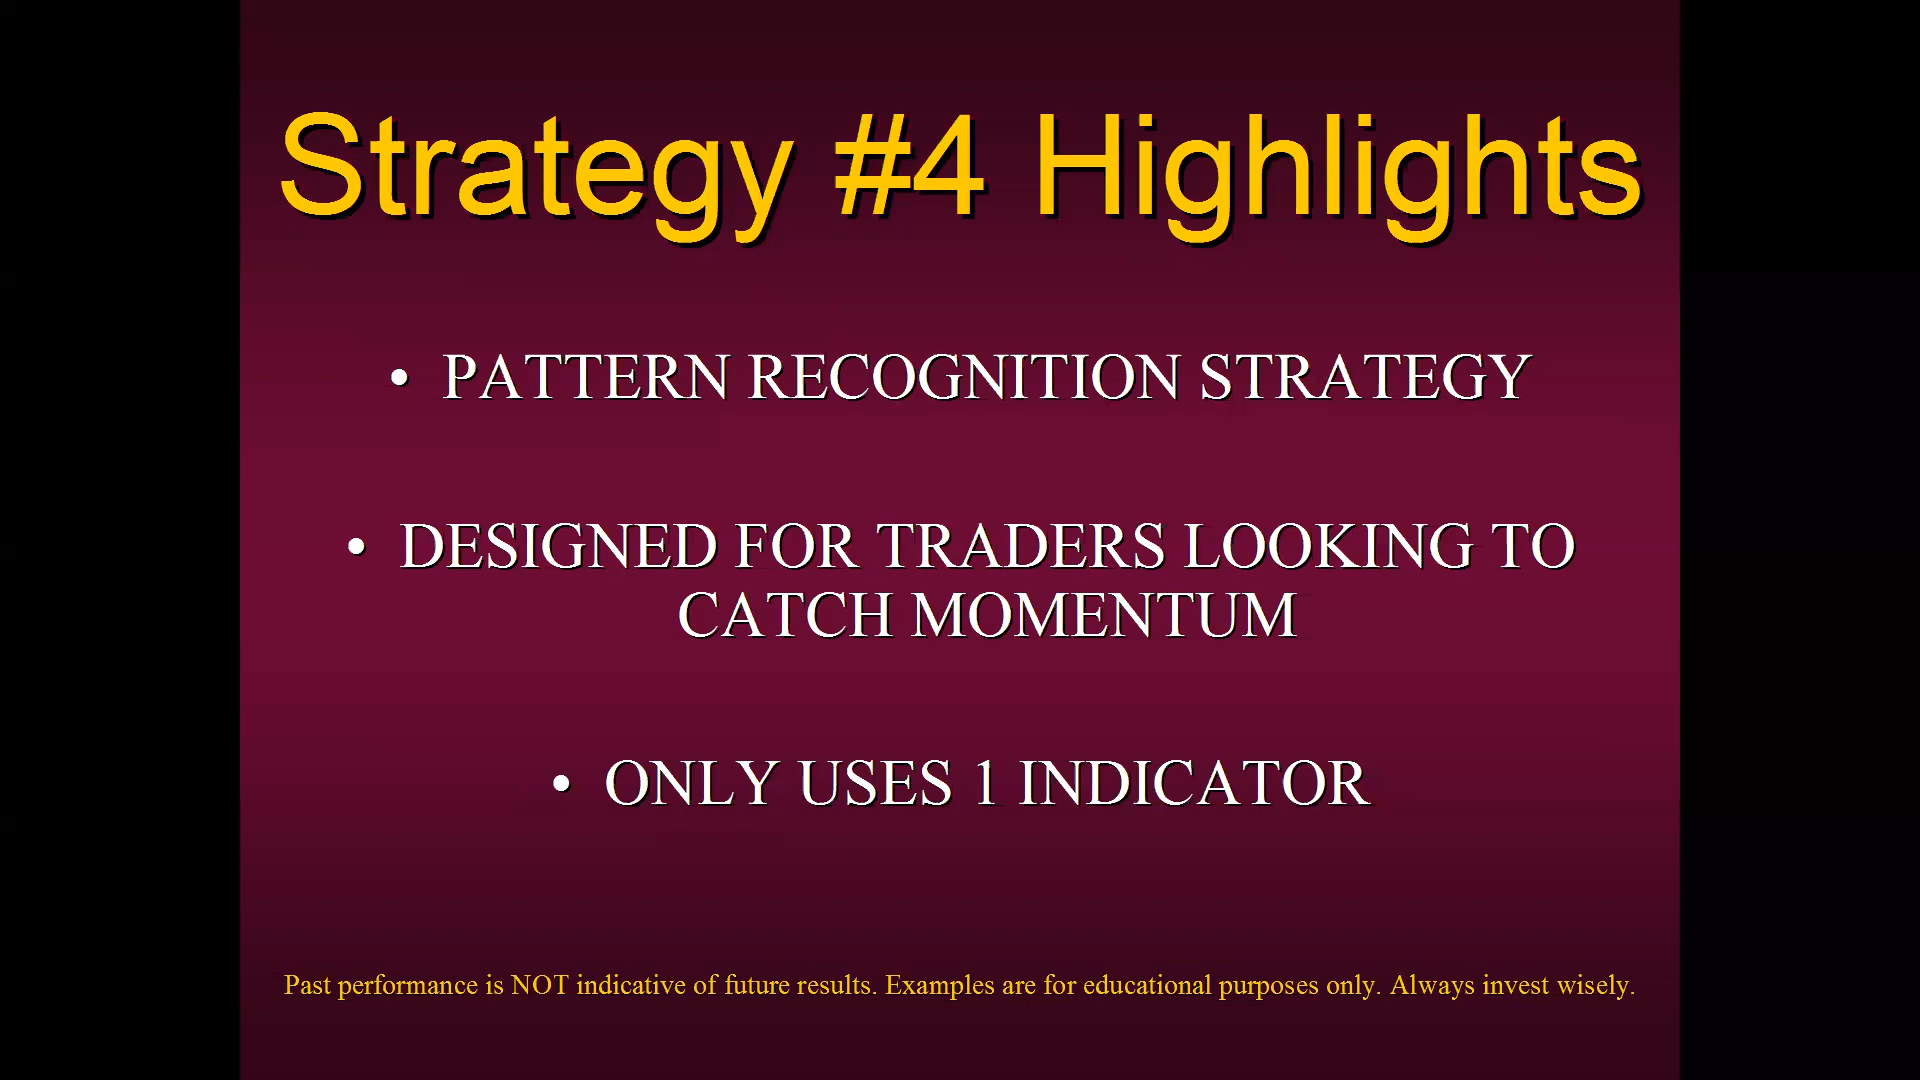 Strategy #4 Highlights
• PATTERN RECOGNITION STRATEGY
• DESIGNED FOR TRADERS LOOKING TO
CATCH MOMENTUM
• ONLY USES 1 INDICATOR
Past performance is NOT indicative of future results. Examples are for educational purposes only. Always invest wisely.